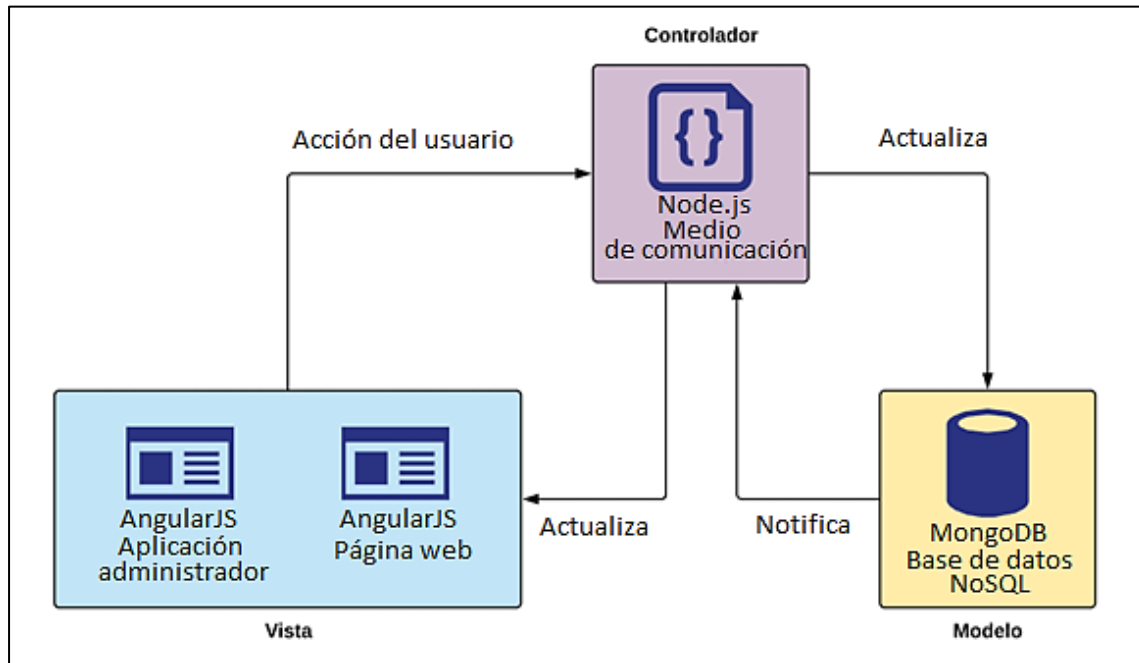 Controlador
Acción del usuario
Actualiza
{ }
Node.js
Medio
de comunicación
Actualiza
Notifica
AngularJS
Aplicación
administrador
AngularJS
Página web
MongoDB
Base de datos
NoSQL
Vista
Modelo